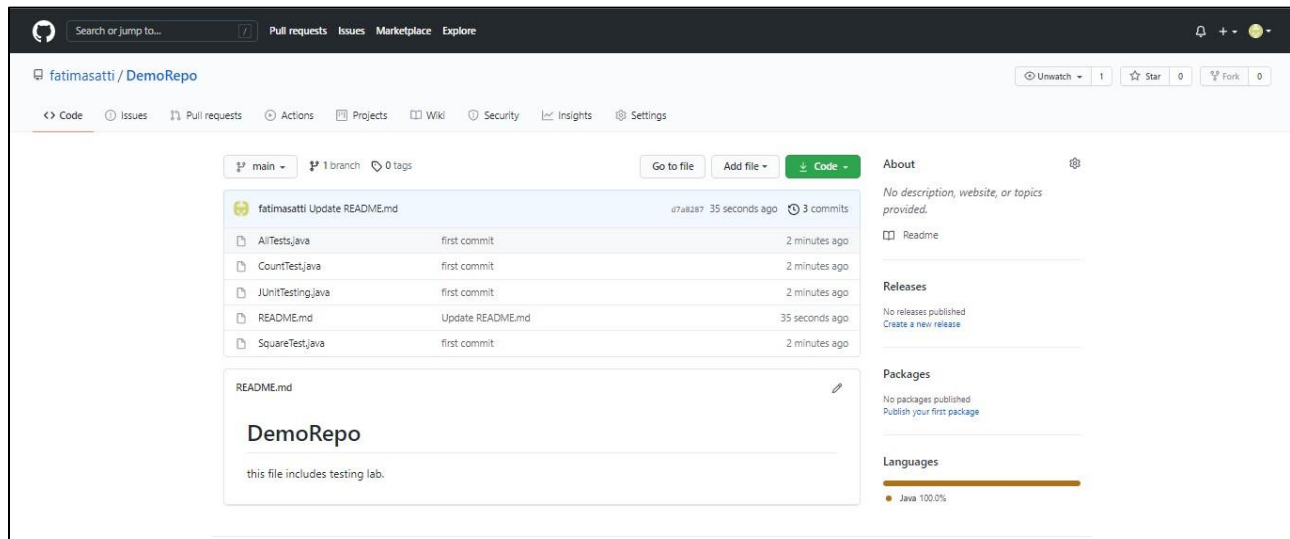 Search or jump to... / Pull requests Issues Marketplace Explore
fatimasatti / DemoRepo Unwatch 1 Star 0 Fork 0
<> Code Issues Pull requests Actions Projects Wiki Security Insights Settings
main 1 branch 0 tags Go to file Add file Code
fatimasatti Update README.md d7a8287 35 seconds ago 3 commits
AllTests.java first commit 2 minutes ago
CountTest.java first commit 2 minutes ago
JUnitTesting.java first commit 2 minutes ago
README.md Update README.md 35 seconds ago
SquareTest.java first commit 2 minutes ago
README.md
DemoRepo
this file includes testing lab.
About
No description, website, or topics
provided.
Readme
Releases
No releases published
Create a new release
Packages
No packages published
Publish your first package
Languages
Java 100.0%